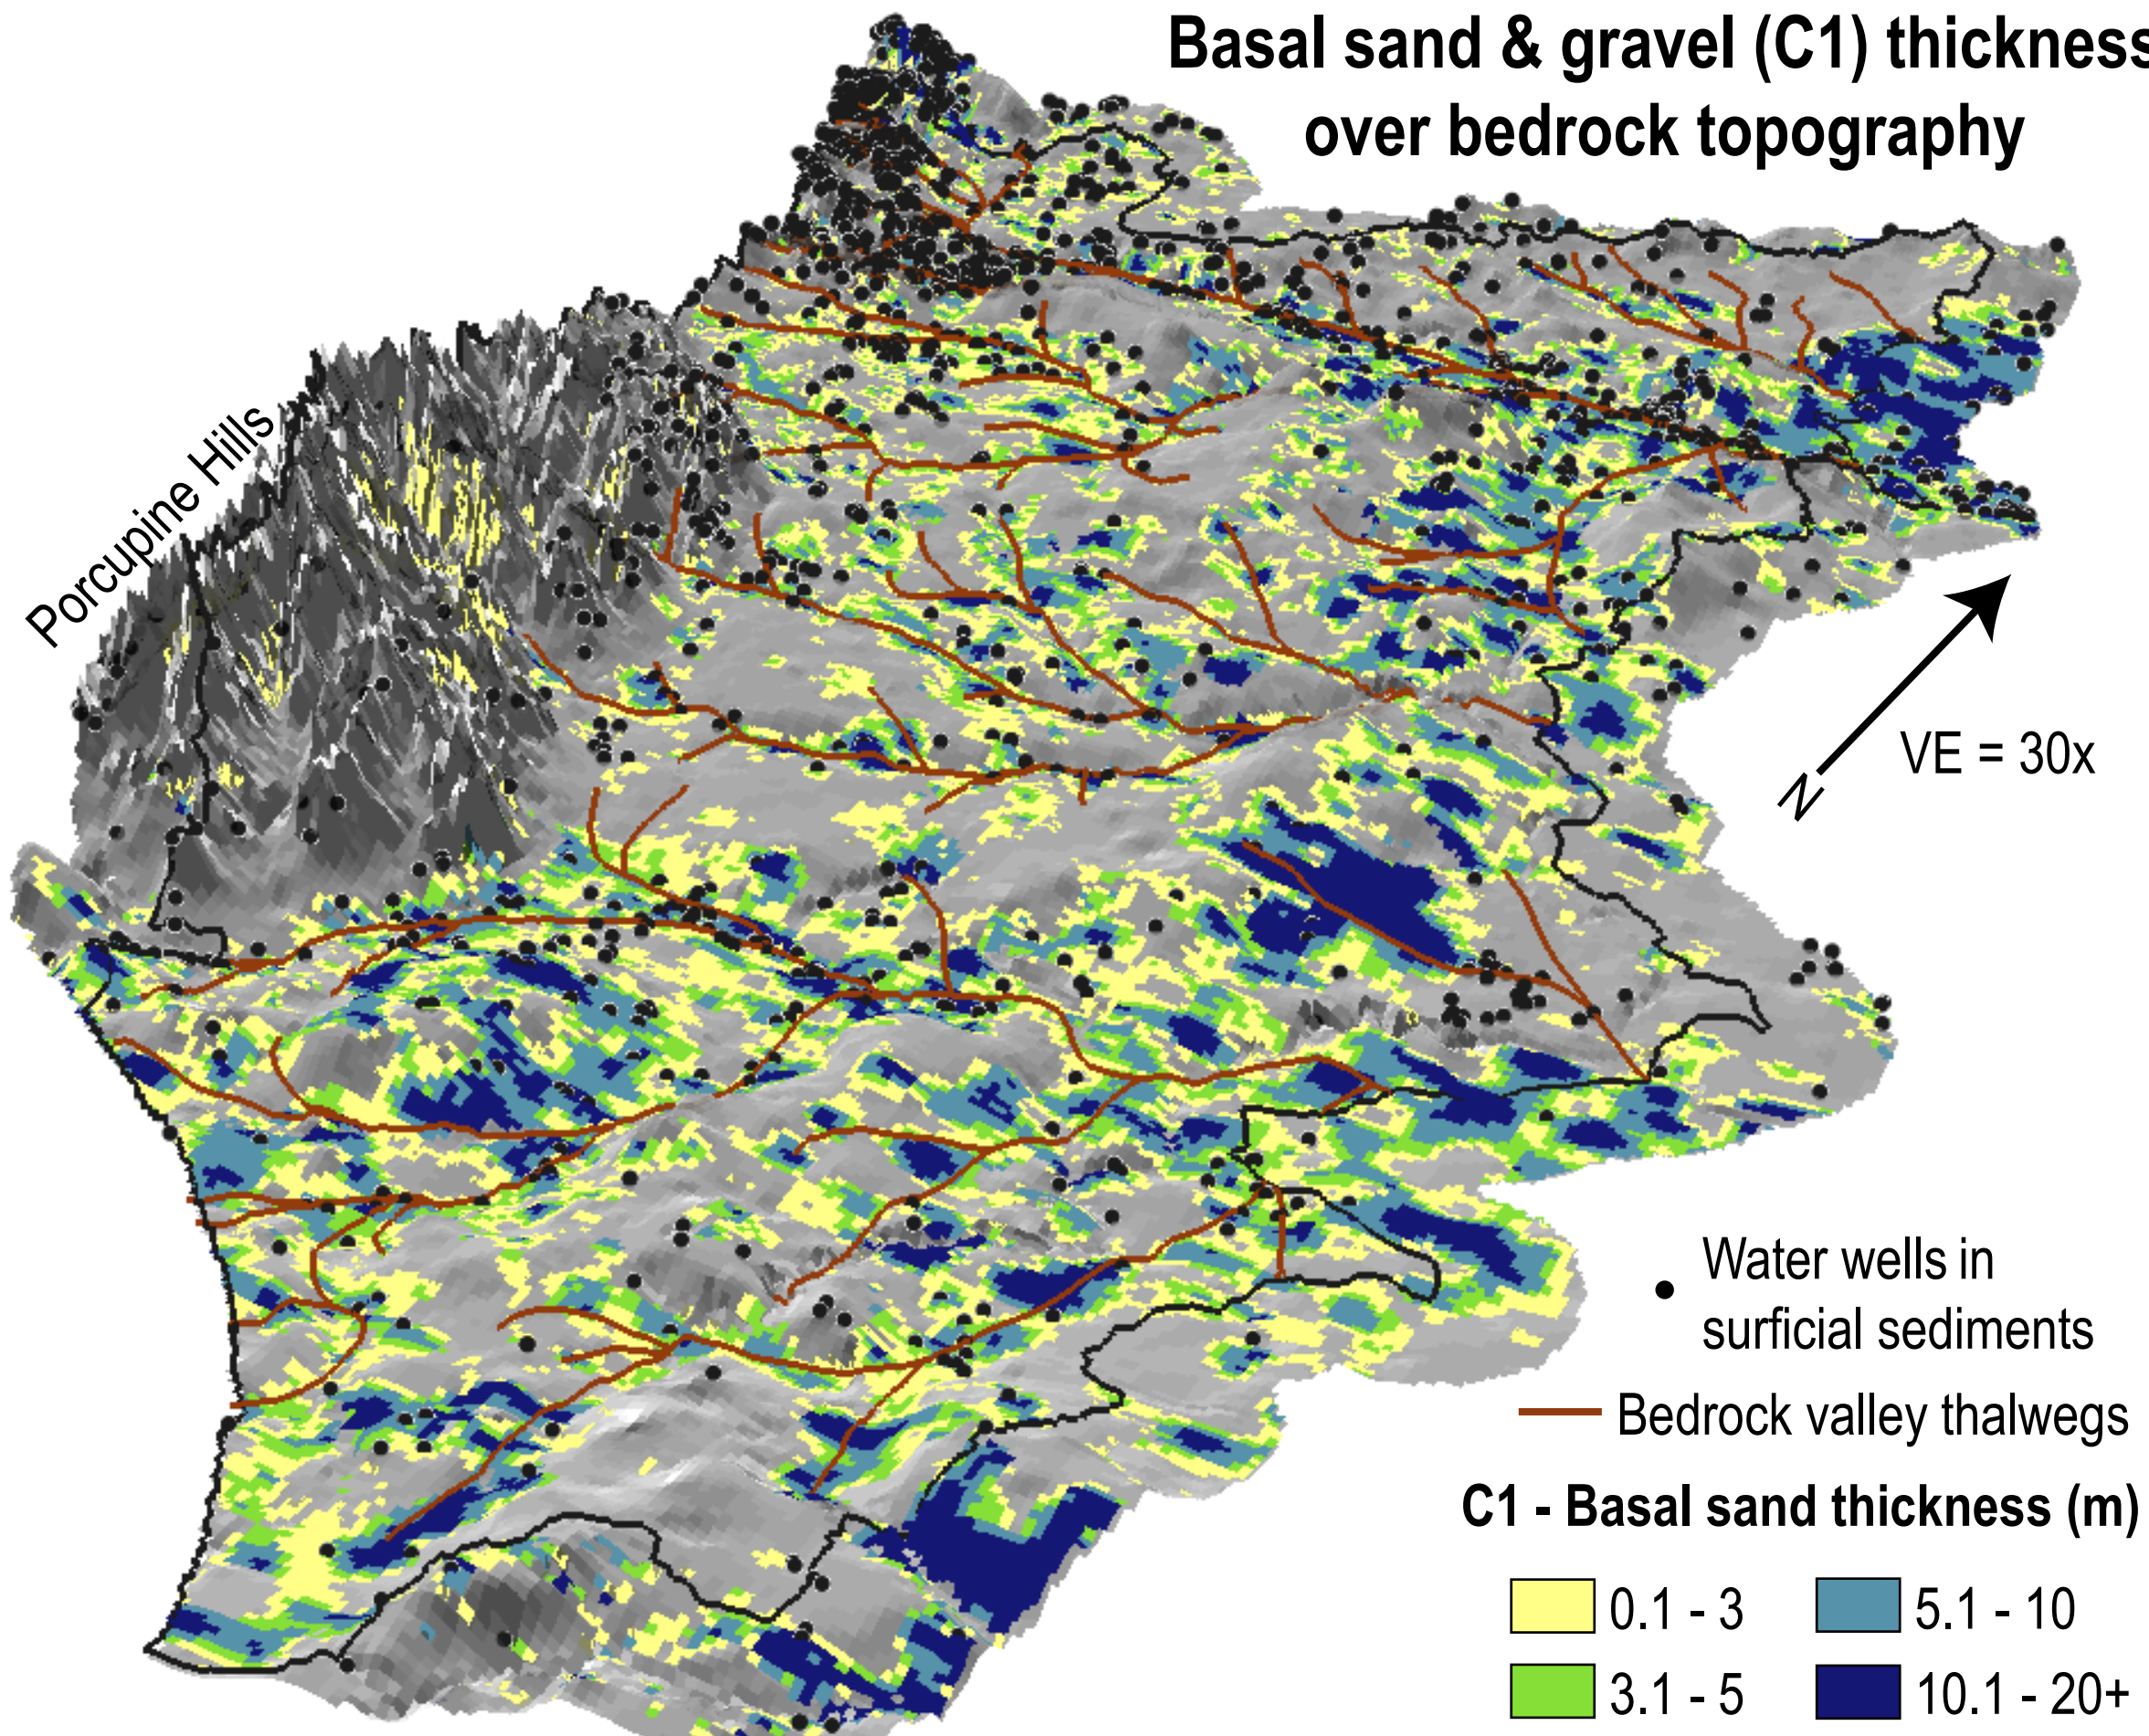 Basal sand & gravel (C1) thickness
over bedrock topography
Porcupine Hills
N
VE = 30x
Water wells in
surficial sediments
Bedrock valley thalwegs
C1 - Basal sand thickness (m)
0.1 - 3
5.1 - 10
3.1 - 5
10.1 - 20+